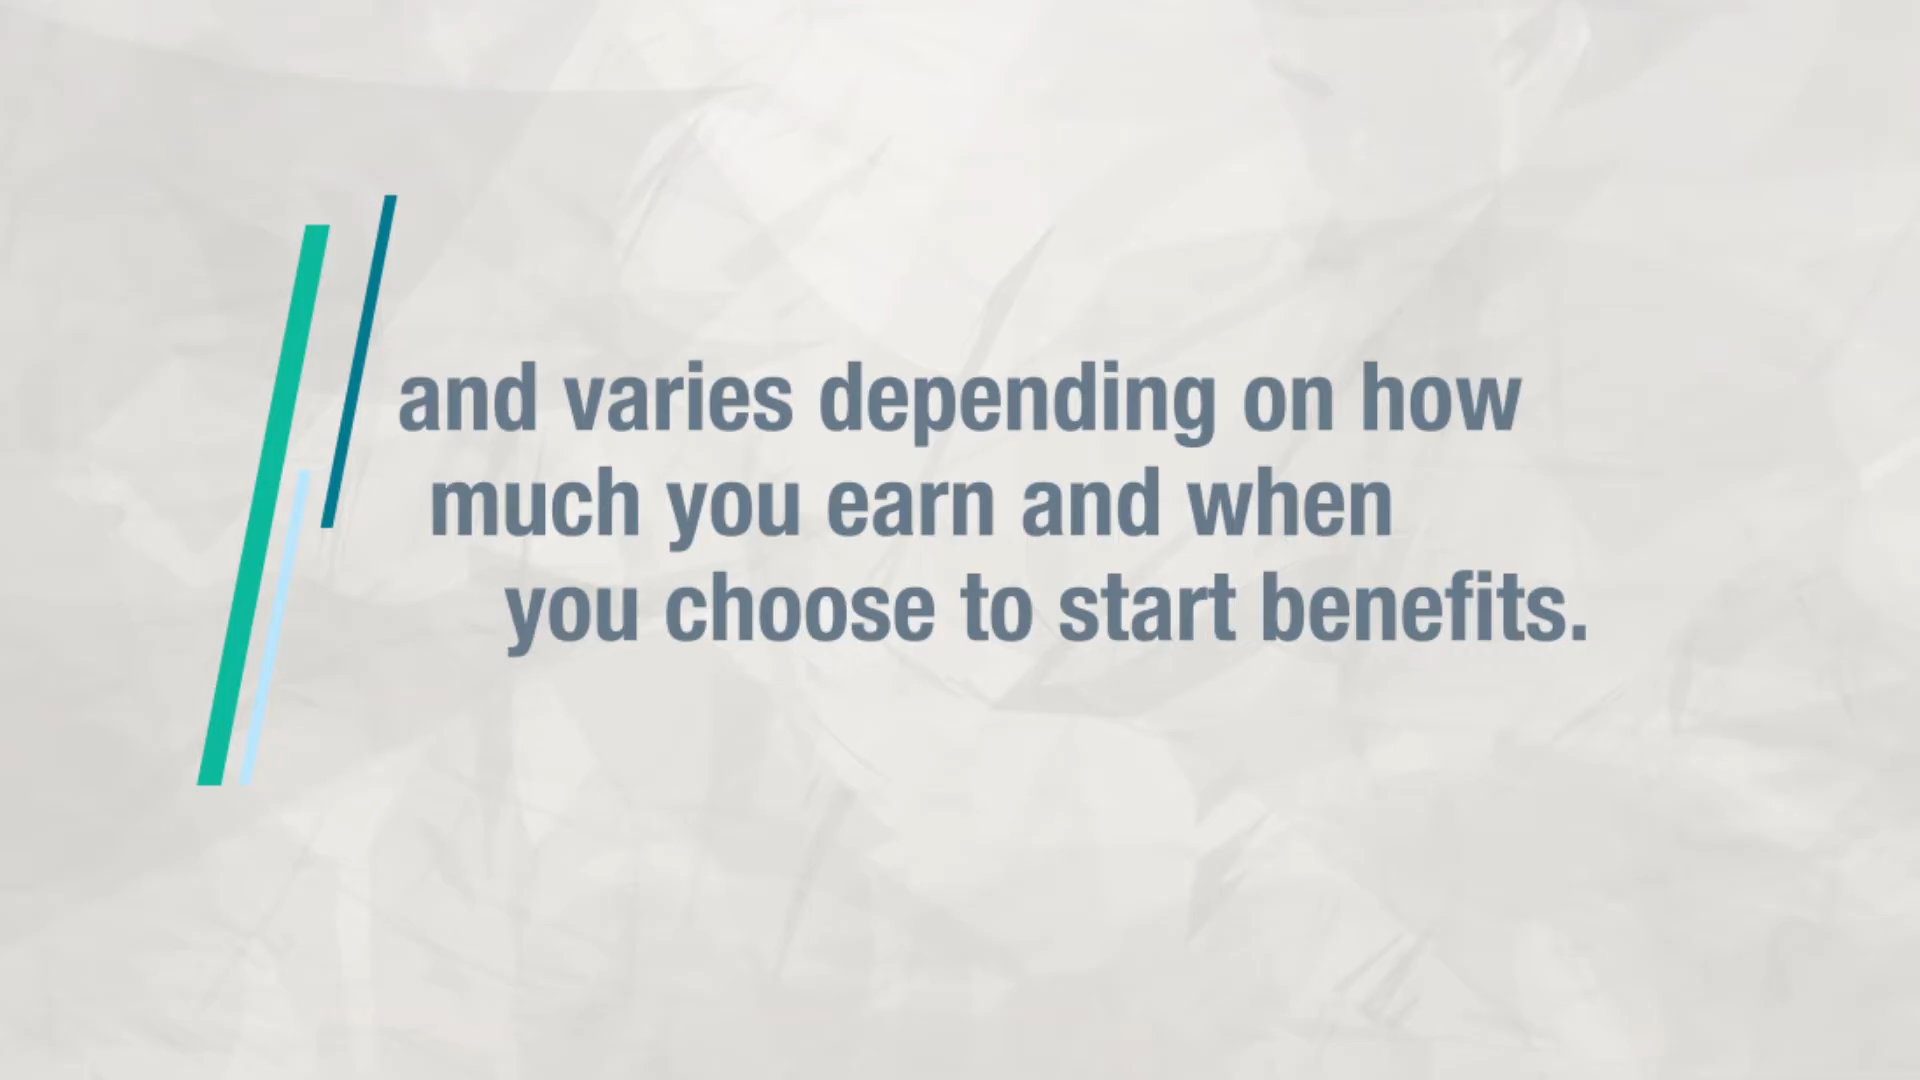 and varies depending on how
much you earn and when
you choose to start benefits.